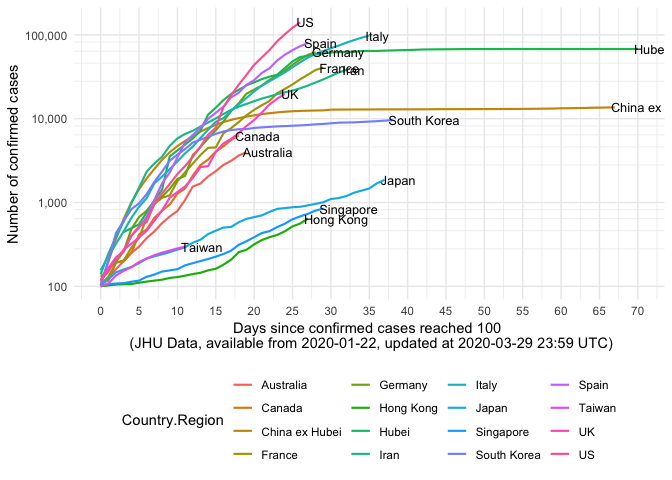 100,000
10,000
1,000
100
Number of confirmed cases
US
Italy
Spain
Germany
Hube
France
Iran
UK
China ex
South Korea
Canada
Australia
Japan
Singapore
Hong Kong
Taiwan
0 5 10 15 20 25 30 35 40 45 50 55 60 65 70
Days since confirmed cases reached 100
(JHU Data, available from 2020-01-22, updated at 2020-03-29 23:59 UTC)
Country.Region
Australia Germany Italy Spain
Canada Hong Kong Japan Taiwan
China ex Hubei Hubei Singapore UK
France Iran South Korea US